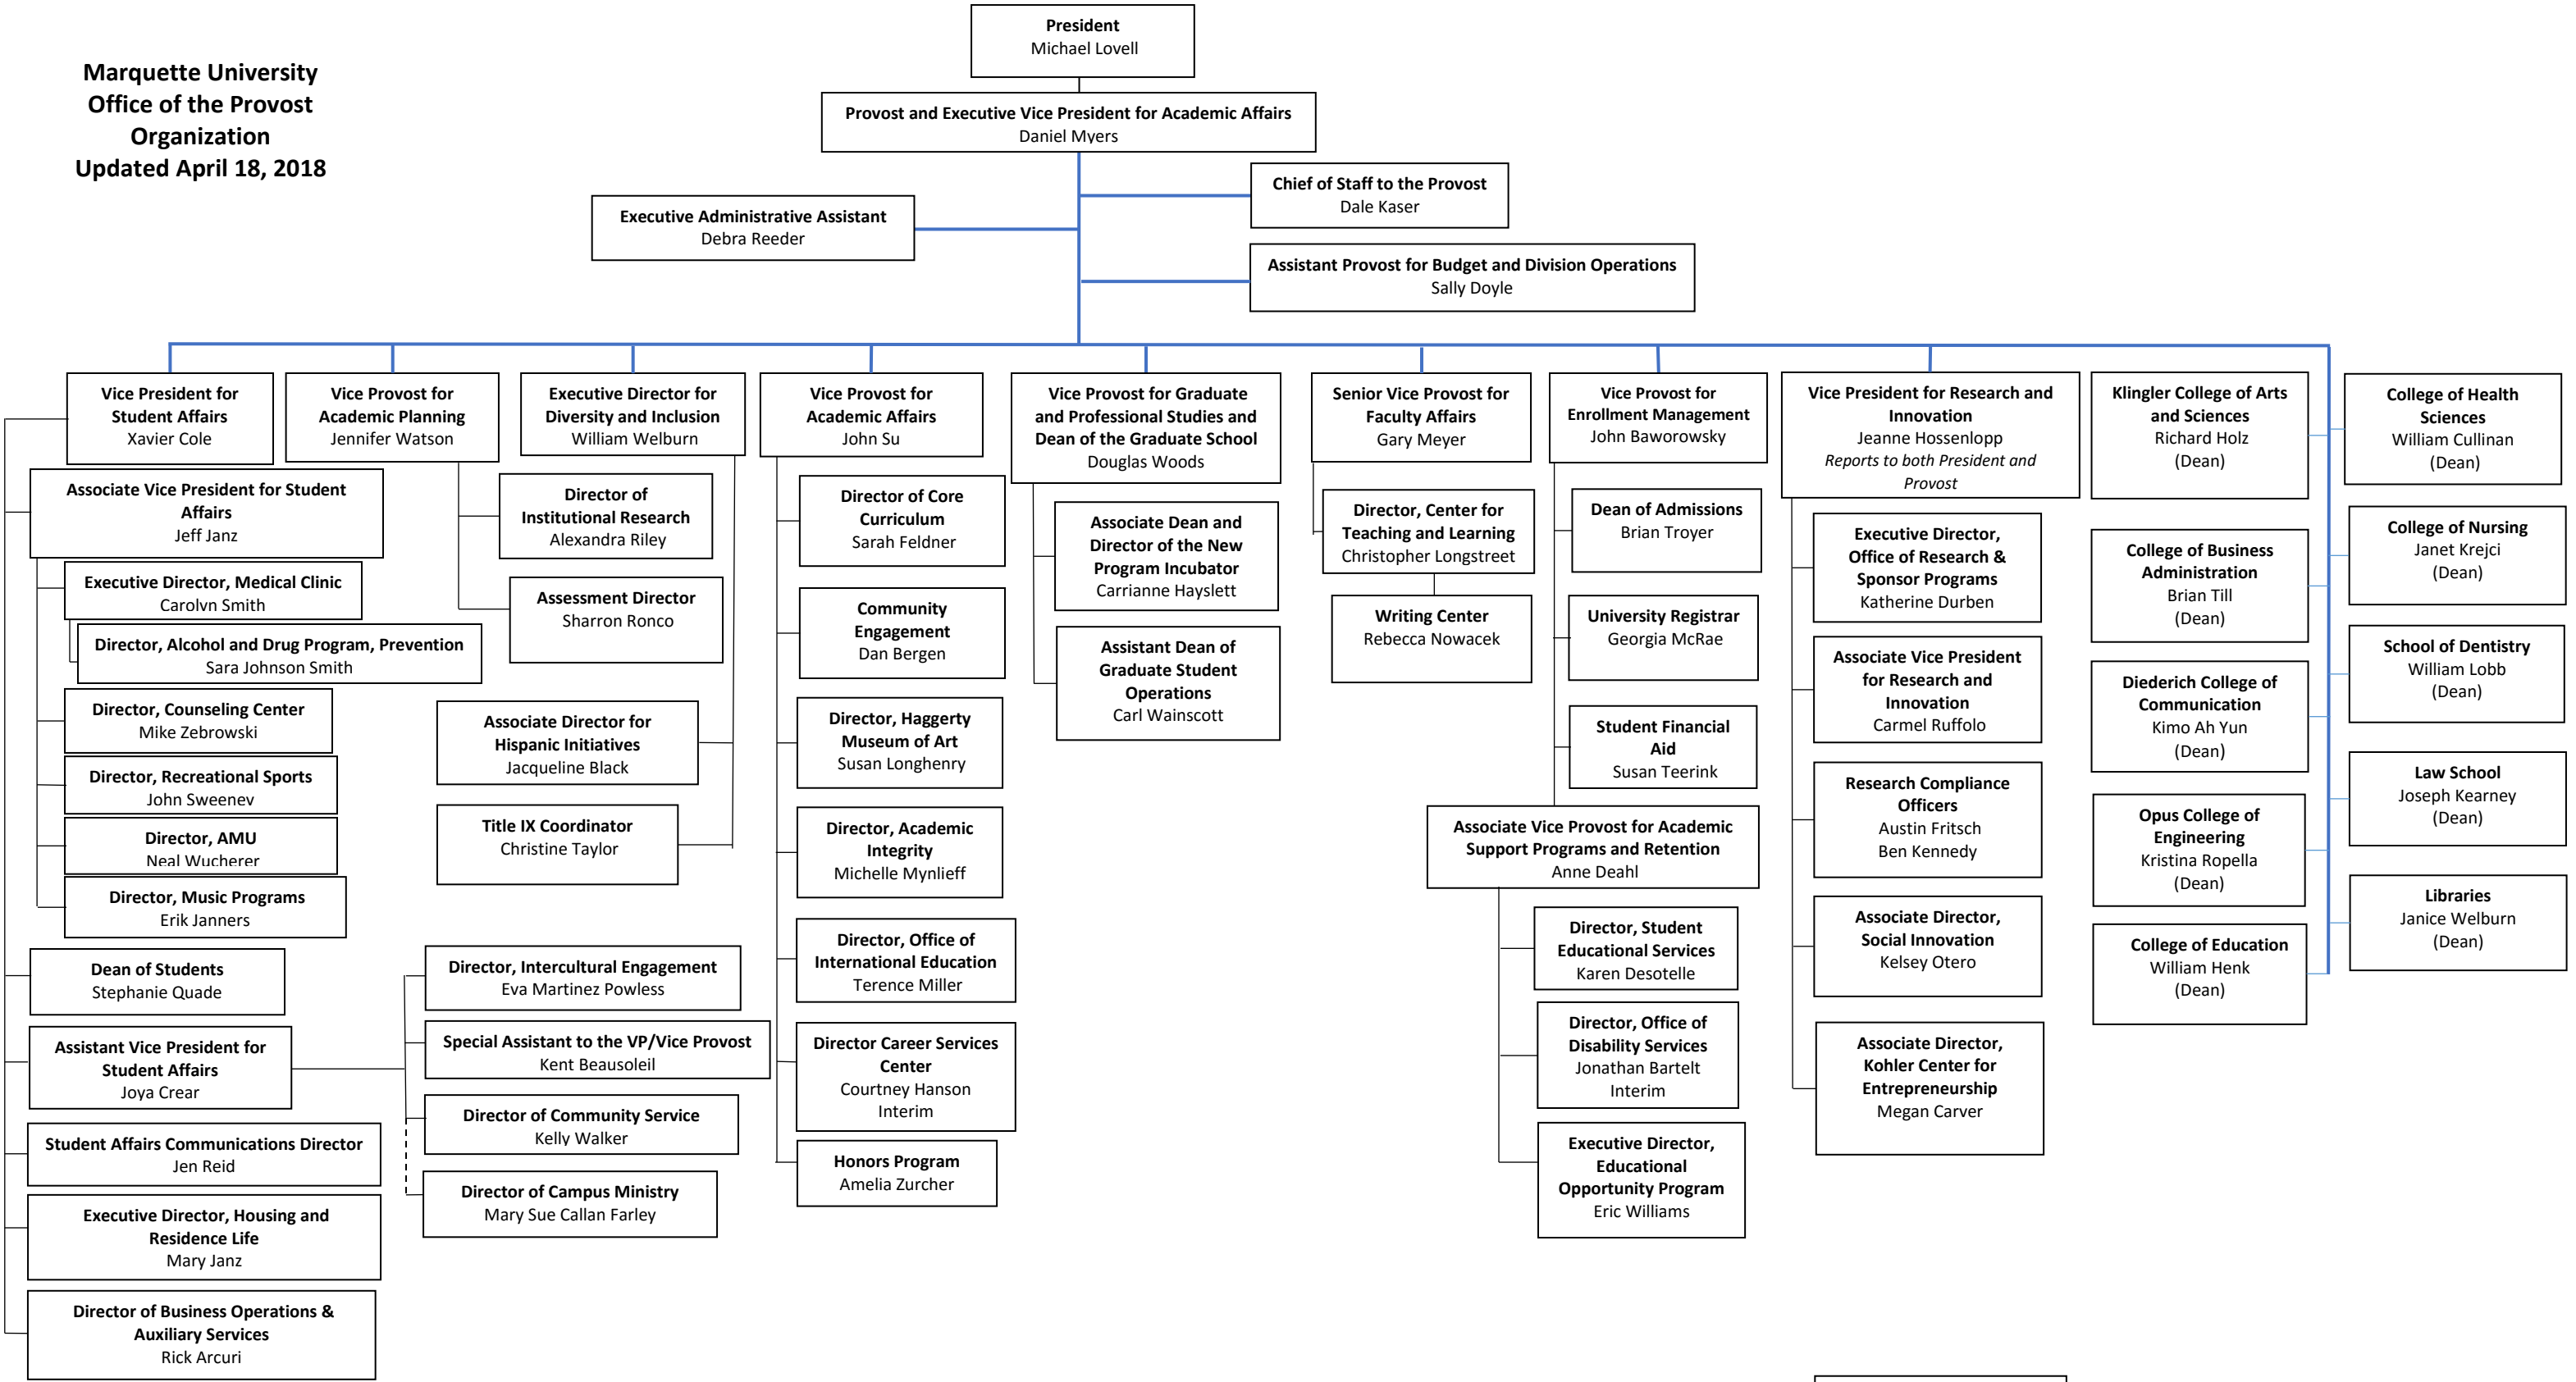 Marquette University
Office of the Provost
Organization
Updated April 18, 2018
President
Michael Lovell
Provost and Executive Vice President for Academic Affairs
Daniel Myers
Chief of Staff to the Provost
Dale Kaser
Executive Administrative Assistant
Debra Reeder
Assistant Provost for Budget and Division Operations
Sally Doyle
Vice President for
Student Affairs
Xavier Cole
Associate Vice President for Student
Affairs
Jeff Janz
Executive Director, Medical Clinic
Carolyn Smith
Director, Alcohol and Drug Program, Prevention
Sara Johnson Smith
Director, Counseling Center
Mike Zebrowski
Director, Recreational Sports
John Sweeney
Director, AMU
Neal Wucherer
Director, Music Programs
Erik Janners
Dean of Students
Stephanie Quade
Assistant Vice President for
Student Affairs
Joya Crear
Student Affairs Communications Director
Jen Reid
Executive Director, Housing and
Residence Life
Mary Janz
Director of Business Operations &
Auxiliary Services
Rick Arcuri
Director, Intercultural Engagement
Eva Martinez Powless
Special Assistant to the VP/Vice Provost
Kent Beausoleil
Director of Community Service
Kelly Walker
Director of Campus Ministry
Mary Sue Callan Farley
Vice Provost for
Academic Planning
Jennifer Watson
Director of
Institutional Research
Alexandra Riley
Assessment Director
Sharron Ronco
Executive Director for
Diversity and Inclusion
William Welburn
Associate Director for
Hispanic Initiatives
Jacqueline Black
Title IX Coordinator
Christine Taylor
Vice Provost for
Academic Affairs
John Su
Director of Core
Curriculum
Sarah Feldner
Community
Engagement
Dan Bergen
Director, Haggerty
Museum of Art
Susan Longhenry
Director, Academic
Integrity
Michelle Mynlieff
Director, Office of
International Education
Terence Miller
Director Career Services
Center
Courtney Hanson
Interim
Honors Program
Amelia Zurcher
Vice Provost for Graduate
and Professional Studies and
Dean of the Graduate School
Douglas Woods
Associate Dean and
Director of the New
Program Incubator
Carrianne Hayslett
Assistant Dean of
Graduate Student
Operations
Carl Wainscott
Senior Vice Provost for
Faculty Affairs
Gary Meyer
Director, Center for
Teaching and Learning
Christopher Longstreet
Writing Center
Rebecca Nowacek
Vice Provost for
Enrollment Management
John Baworowsky
Dean of Admissions
Brian Troyer
University Registrar
Georgia McRae
Student Financial
Aid
Susan Teerink
Associate Vice Provost for Academic
Support Programs and Retention
Anne Deahl
Director, Student
Educational Services
Karen Desotelle
Director, Office of
Disability Services
Jonathan Bartelt
Interim
Executive Director,
Educational
Opportunity Program
Eric Williams
Vice President for Research and
Innovation
Jeanne Hossenlopp
Reports to both President and
Provost
Executive Director,
Office of Research &
Sponsor Programs
Katherine Durben
Associate Vice President
for Research and
Innovation
Carmel Ruffolo
Research Compliance
Officers
Austin Fritsch
Ben Kennedy
Associate Director,
Social Innovation
Kelsey Otero
Associate Director,
Kohler Center for
Entrepreneurship
Megan Carver
Klingler College of Arts
and Sciences
Richard Holz
(Dean)
College of Business
Administration
Brian Till
(Dean)
Diederich College of
Communication
Kimo Ah Yun
(Dean)
Opus College of
Engineering
Kristina Ropella
(Dean)
College of Education
William Henk
(Dean)
College of Health
Sciences
William Cullinan
(Dean)
College of Nursing
Janet Krejci
(Dean)
School of Dentistry
William Lobb
(Dean)
Law School
Joseph Kearney
(Dean)
Libraries
Janice Welburn
(Dean)